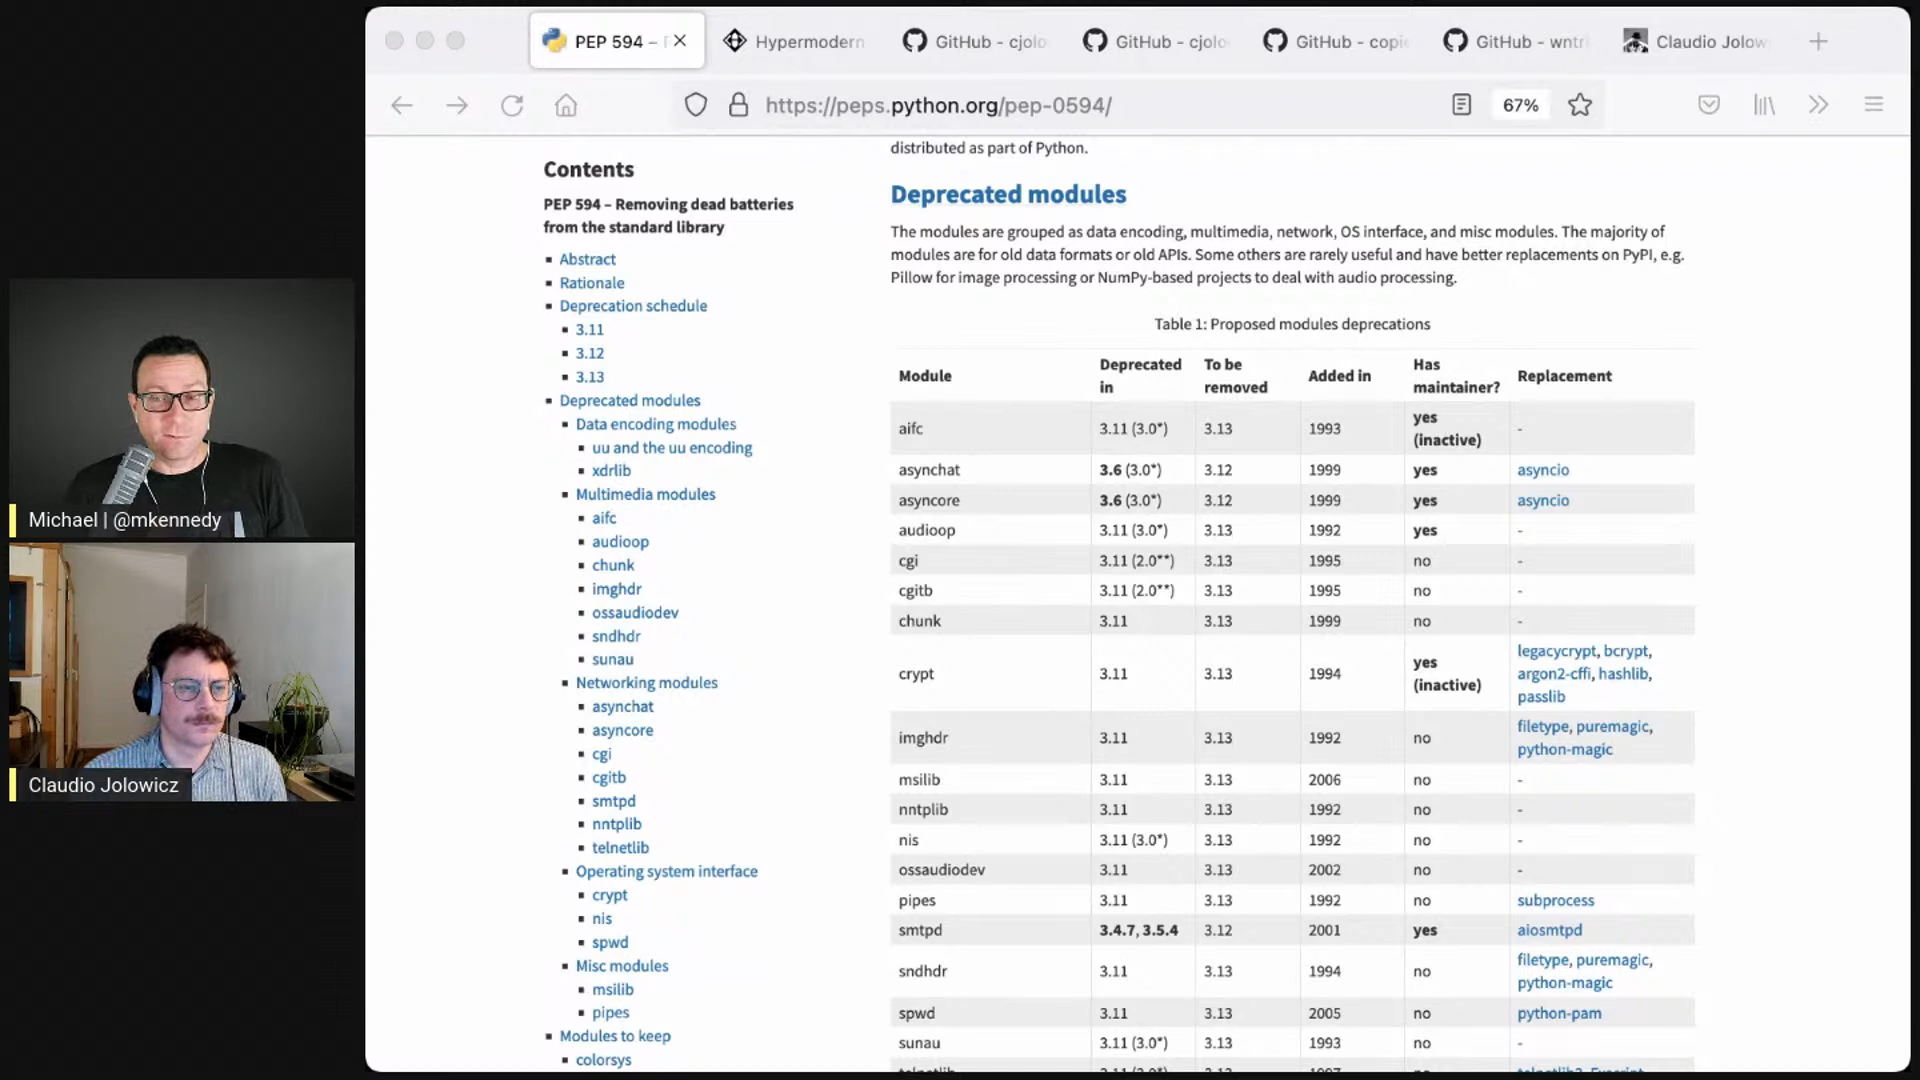 PEP 594 –
Hypermodern
GitHub - cjolo
GitHub - cjolo
GitHub - copi
GitHub - wntr
Claudio Jolow
https://peps.python.org/pep-0594/
67%
Contents
PEP 594 – Removing dead batteries
from the standard library
Abstract
Rationale
Deprecation schedule
3.11
3.12
3.13
Deprecated modules
Data encoding modules
uu and the uu encoding
xdrlib
Multimedia modules
aifc
audioop
chunk
imghdr
ossaudiodev
sndhdr
sunau
Networking modules
asynchat
asyncore
cgi
cgitb
smtpd
nntplib
telnetlib
Operating system interface
crypt
nis
spwd
Misc modules
msilib
pipes
Modules to keep
colorsys
distributed as part of Python.
Deprecated modules
The modules are grouped as data encoding, multimedia, network, OS interface, and misc modules. The majority of
modules are for old data formats or old APIs. Some others are rarely useful and have better replacements on PyPI, e.g.
Pillow for image processing or NumPy-based projects to deal with audio processing.
Table 1: Proposed modules deprecations
Module Deprecated in To be removed Added in Has maintainer? Replacement
aifc 3.11 (3.0*) 3.13 1993 yes (inactive) -
asynchat 3.6 (3.0*) 3.12 1999 yes asyncio
asyncore 3.6 (3.0*) 3.12 1999 yes asyncio
audioop 3.11 (3.0*) 3.13 1992 yes -
cgi 3.11 (2.0**) 3.13 1995 no -
cgitb 3.11 (2.0**) 3.13 1995 no -
chunk 3.11 3.13 1999 no -
crypt 3.11 3.13 1994 yes (inactive) legacycrypt, bcrypt, argon2-cffi, hashlib, passlib
imghdr 3.11 3.13 1992 no filetype, puremagic, python-magic
msilib 3.11 3.13 2006 no -
nntplib 3.11 3.13 1992 no -
nis 3.11 (3.0*) 3.13 1992 no -
ossaudiodev 3.11 3.13 2002 no -
pipes 3.11 3.13 1992 no subprocess
smtpd 3.4.7, 3.5.4 3.12 2001 yes aiosmtpd
sndhdr 3.11 3.13 1994 no filetype, puremagic, python-magic
spwd 3.11 3.13 2005 no python-pam
sunau 3.11 (3.0*) 3.13 1993 no -
Michael | @mkennedy
Claudio Jolowicz